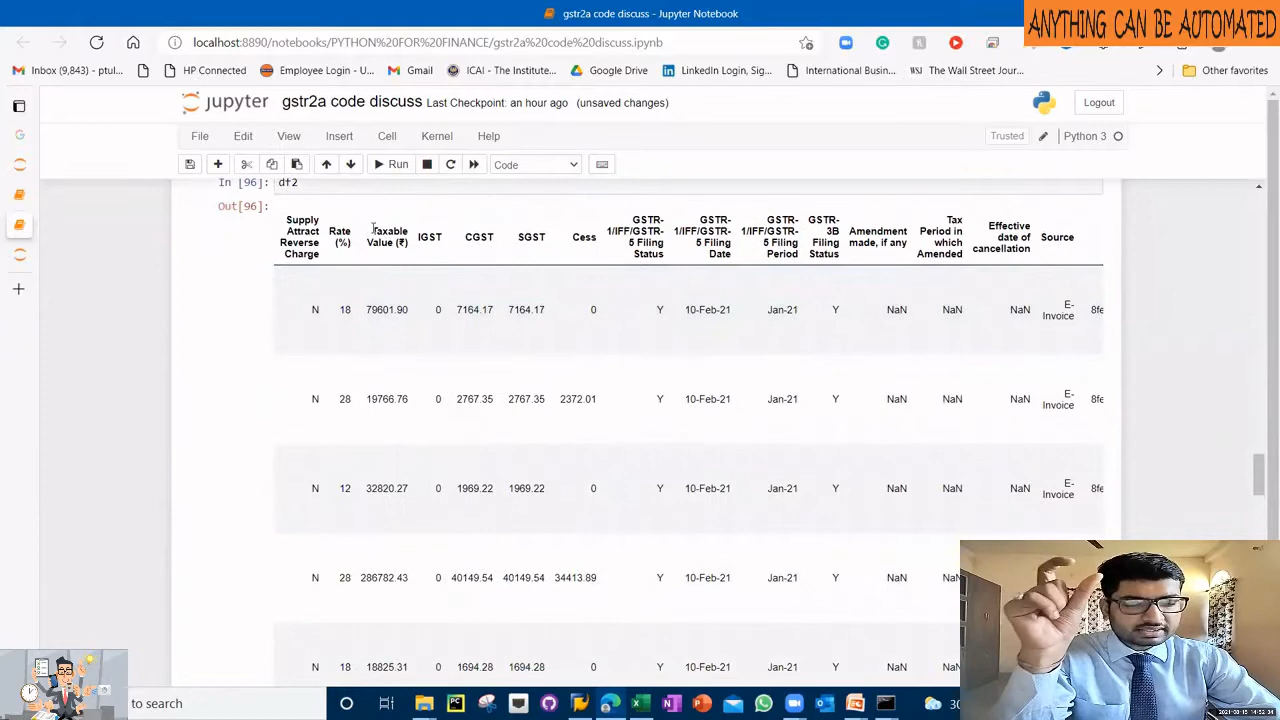 gstr2a code discuss - Jupyter Notebook
ANYTHING CAN BE AUTOMATED
localhost:8890/notebooks/PYTHON%20FOR%20FINANCE/gstr2a%20code%20discuss.ipynb
Inbox (9,843) - ptul... HP Connected Employee Login - U... Gmail ICAI - The Institute... Google Drive LinkedIn Login, Sig... International Busin... WSJ The Wall Street Jour... Other favorites
jupyter gstr2a code discuss Last Checkpoint: an hour ago (unsaved changes) Logout
File Edit View Insert Cell Kernel Help Trusted Python 3
Run Code
In [96]: df2
Out[96]:
Supply Attract Reverse Charge
Rate (%)
Taxable Value (₹)
IGST
CGST
SGST
Cess
GSTR-1/IFF/GSTR-5 Filing Status
GSTR-1/IFF/GSTR-5 Filing Date
GSTR-1/IFF/GSTR-5 Filing Period
GSTR-3B Filing Status
Amendment made, if any
Tax Period in which Amended
Effective date of cancellation
Source
N 18 79601.90 0 7164.17 7164.17 0 Y 10-Feb-21 Jan-21 Y NaN NaN NaN E-Invoice 8fe
N 28 19766.76 0 2767.35 2767.35 2372.01 Y 10-Feb-21 Jan-21 Y NaN NaN NaN E-Invoice 8fe
N 12 32820.27 0 1969.22 1969.22 0 Y 10-Feb-21 Jan-21 Y NaN NaN NaN E-Invoice 8fe
N 28 286782.43 0 40149.54 40149.54 34413.89 Y 10-Feb-21 Jan-21 Y NaN NaN
N 18 18825.31 0 1694.28 1694.28 0 Y 10-Feb-21 Jan-21 Y NaN NaN
to search
30